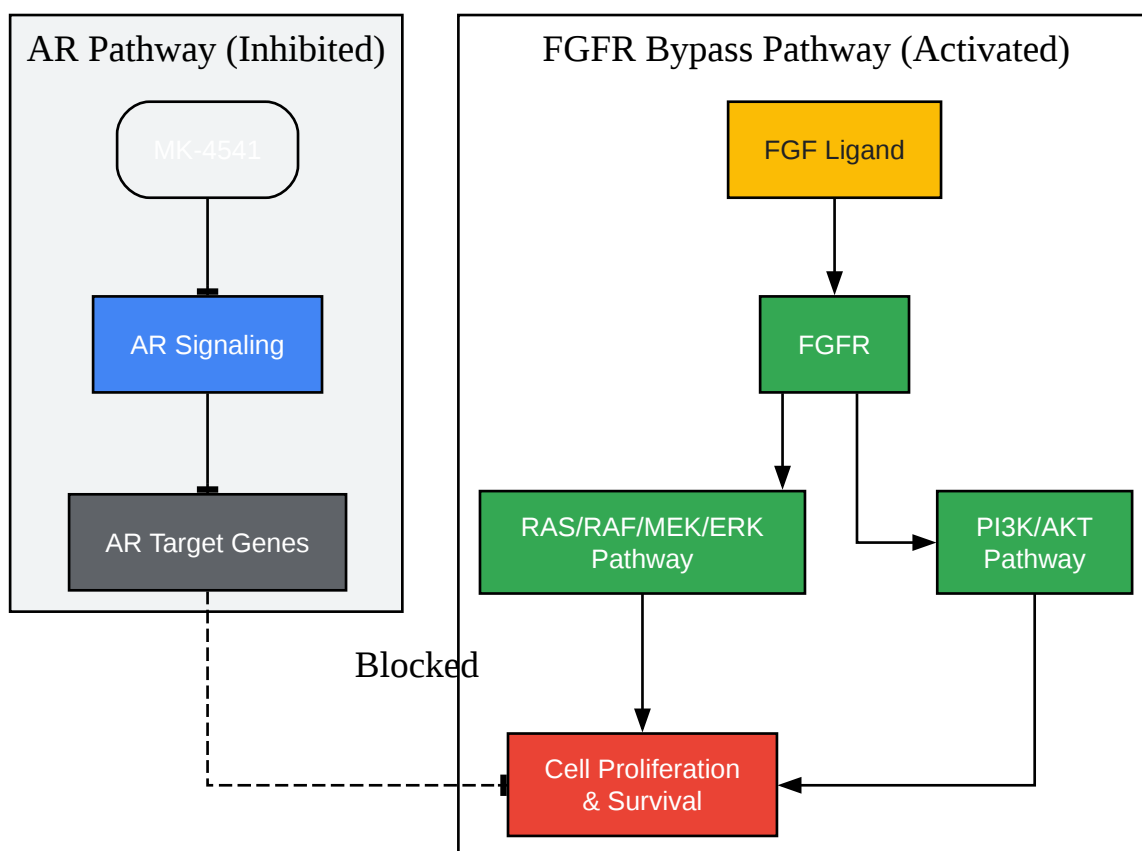 AR Pathway (Inhibited)
MK-4541
AR Signaling
AR Target Genes
Blocked
FGFR Bypass Pathway (Activated)
FGF Ligand
FGFR
RAS/RAF/MEK/ERK
Pathway
PI3K/AKT
Pathway
Cell Proliferation
& Survival